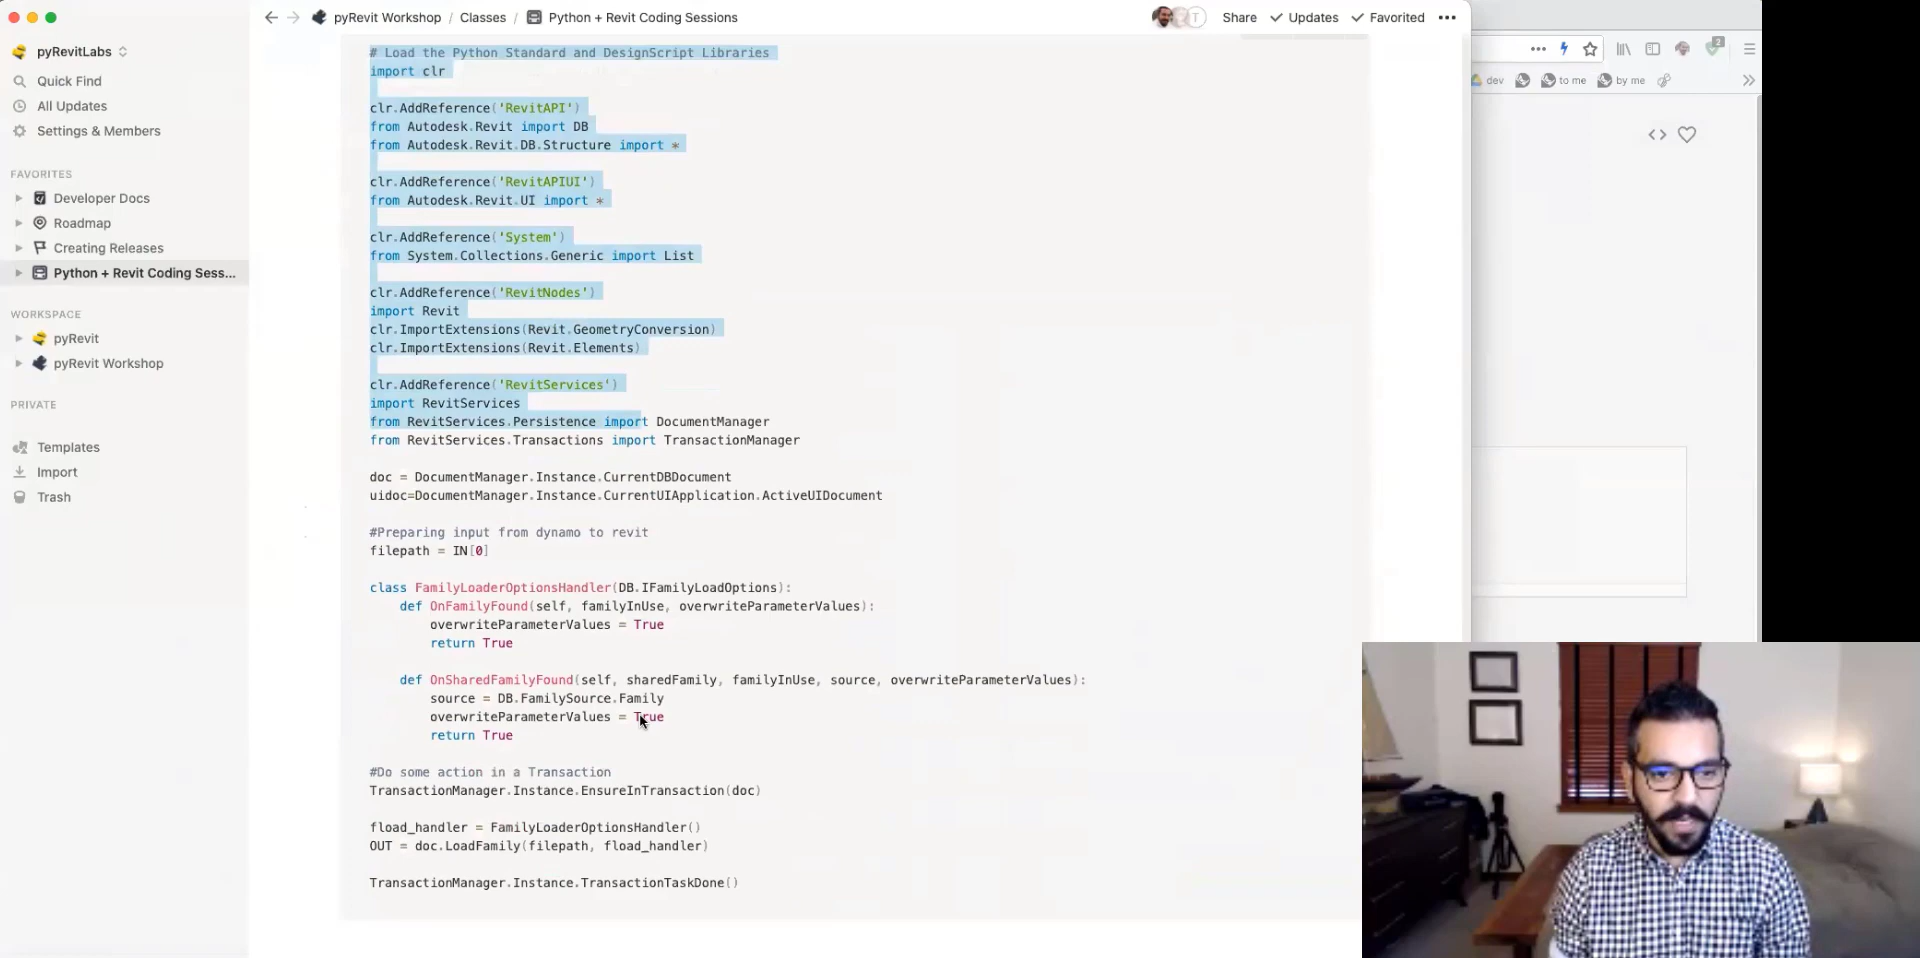 pyRevit Workshop / Classes / Python + Revit Coding Sessions
T Share Updates Favorited •••
pyRevitLabs
Quick Find
All Updates
Settings & Members
FAVORITES
Developer Docs
Roadmap
Creating Releases
Python + Revit Coding Sess...
WORKSPACE
pyRevit
pyRevit Workshop
PRIVATE
Templates
Import
Trash
# Load the Python Standard and DesignScript Libraries
import clr
clr.AddReference('RevitAPI')
from Autodesk.Revit import DB
from Autodesk.Revit.DB.Structure import *
clr.AddReference('RevitAPIUI')
from Autodesk.Revit.UI import *
clr.AddReference('System')
from System.Collections.Generic import List
clr.AddReference('RevitNodes')
import Revit
clr.ImportExtensions(Revit.GeometryConversion)
clr.ImportExtensions(Revit.Elements)
clr.AddReference('RevitServices')
import RevitServices
from RevitServices.Persistence import DocumentManager
from RevitServices.Transactions import TransactionManager
doc = DocumentManager.Instance.CurrentDBDocument
uidoc=DocumentManager.Instance.CurrentUIApplication.ActiveUIDocument
#Preparing input from dynamo to revit
filepath = IN[0]
class FamilyLoaderOptionsHandler(DB.IFamilyLoadOptions):
def OnFamilyFound(self, familyInUse, overwriteParameterValues):
overwriteParameterValues = True
return True
def OnSharedFamilyFound(self, sharedFamily, familyInUse, source, overwriteParameterValues):
source = DB.FamilySource.Family
overwriteParameterValues = True
return True
#Do some action in a Transaction
TransactionManager.Instance.EnsureInTransaction(doc)
fload_handler = FamilyLoaderOptionsHandler()
OUT = doc.LoadFamily(filepath, fload_handler)
TransactionManager.Instance.TransactionTaskDone()
2
dev to me by me